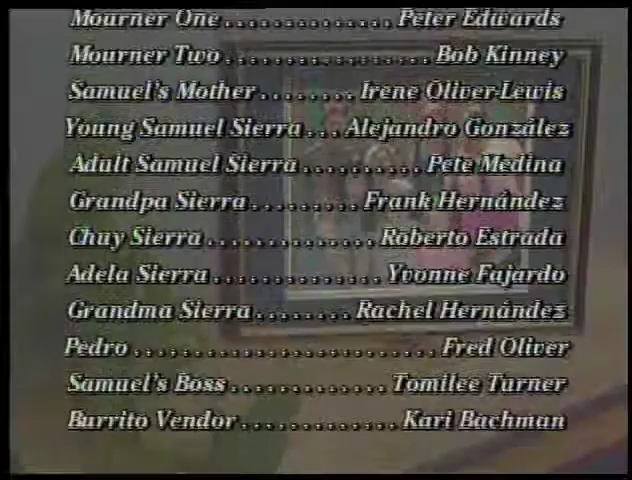 Mourner One . . . . . . . . . . . . . . Peter Edwards
Mourner Two . . . . . . . . . . . . . . . . . Bob Kinney
Samuel's Mother . . . . . . . . Irene Oliver-Lewis
Young Samuel Sierra . . . Alejandro González
Adult Samuel Sierra . . . . . . . . . . Pete Medina
Grandpa Sierra . . . . . . . . . Frank Hernández
Chuy Sierra . . . . . . . . . . . . . . Roberto Estrada
Adela Sierra . . . . . . . . . . . . . . Yvonne Fajardo
Grandma Sierra . . . . . . . . Rachel Hernández
Pedro . . . . . . . . . . . . . . . . . . . . . . . . . Fred Oliver
Samuel's Boss . . . . . . . . . . . . . Tomilee Turner
Burrito Vendor . . . . . . . . . . . . . Kari Bachman